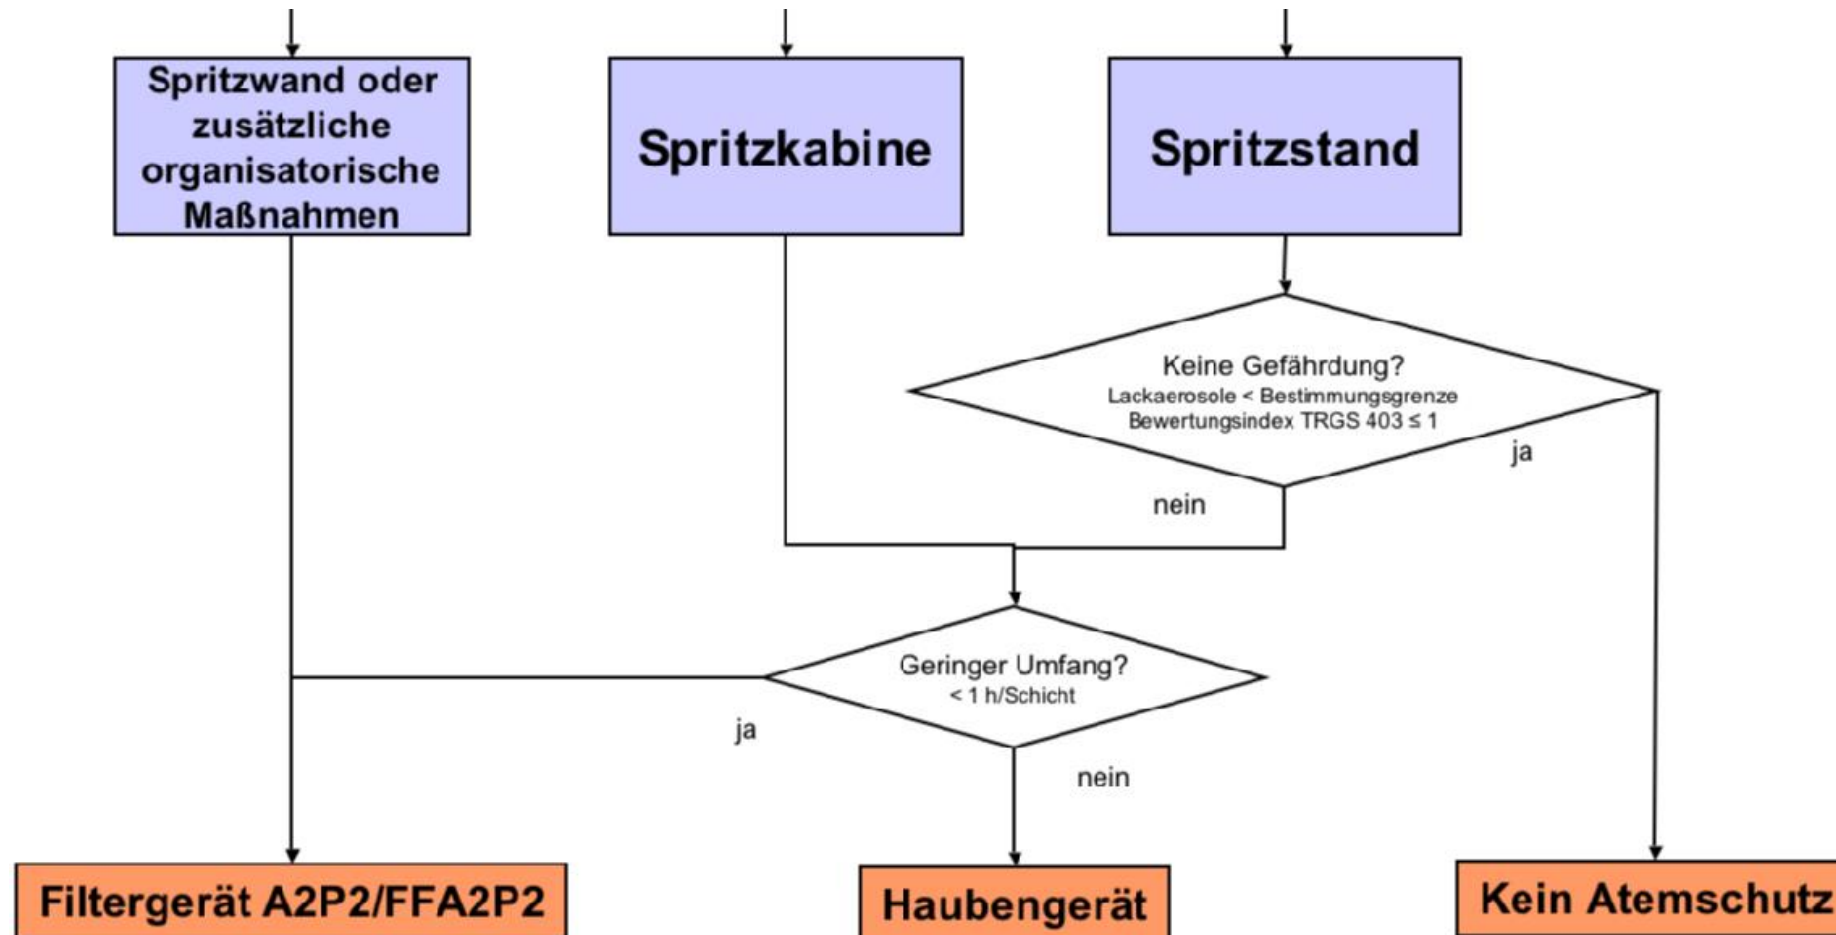 Spritzwand oder
zusätzliche
organisatorische
Maßnahmen
Spritzkabine
Spritzstand
Keine Gefährdung?
Lackaerosole < Bestimmungsgrenze
Bewertungsindex TRGS 403 ≤ 1
ja
nein
Geringer Umfang?
< 1 h/Schicht
ja
nein
Filtergerät A2P2/FFA2P2
Haubengerät
Kein Atemschutz